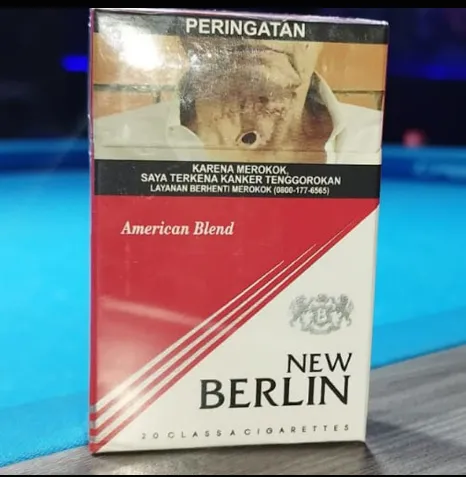 PERINGATAN
KARENA MEROKOK,
SAYA TERKENA KANKER TENGGOROKAN
LAYANAN BERHENTI MEROKOK (0800-177-6565)
American Blend
NEW
BERLIN
20 CLASS A CIGARETTES